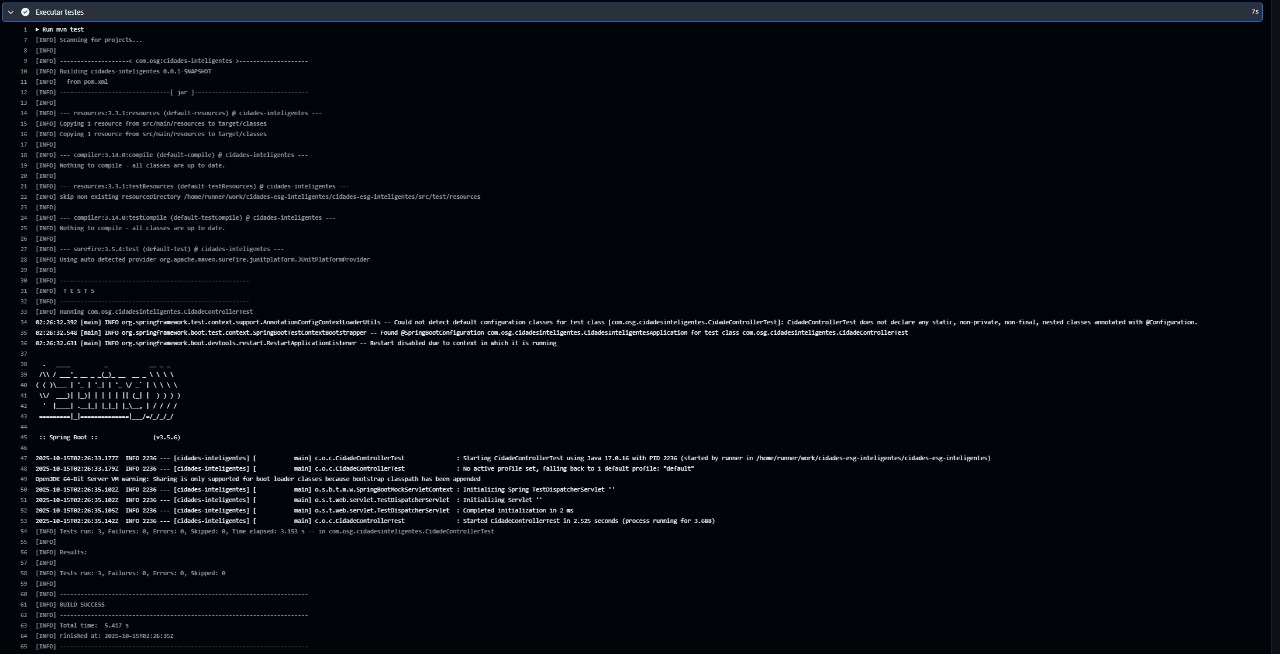 Executar testes 7s
1 ▶ Run mvn test
7 [INFO] Scanning for projects...
8 [INFO]
9 [INFO] -------------------< com.osg:cidades-inteligentes >-------------------
10 [INFO] Building cidades-inteligentes 0.0.1-SNAPSHOT
11 [INFO]   from pom.xml
12 [INFO] --------------------------------[ jar ]---------------------------------
13 [INFO]
14 [INFO] --- resources:3.3.1:resources (default-resources) @ cidades-inteligentes ---
15 [INFO] Copying 1 resource from src/main/resources to target/classes
16 [INFO] Copying 1 resource from src/main/resources to target/classes
17 [INFO]
18 [INFO] --- compiler:3.14.0:compile (default-compile) @ cidades-inteligentes ---
19 [INFO] Nothing to compile - all classes are up to date.
20 [INFO]
21 [INFO] --- resources:3.3.1:testResources (default-testResources) @ cidades-inteligentes ---
22 [INFO] skip non existing resourceDirectory /home/runner/work/cidades-esg-inteligentes/cidades-esg-inteligentes/src/test/resources
23 [INFO]
24 [INFO] --- compiler:3.14.0:testCompile (default-testCompile) @ cidades-inteligentes ---
25 [INFO] Nothing to compile - all classes are up to date.
26 [INFO]
27 [INFO] --- surefire:3.5.4:test (default-test) @ cidades-inteligentes ---
28 [INFO] Using auto detected provider org.apache.maven.surefire.junitplatform.JUnitPlatformProvider
29 [INFO]
30 [INFO] -------------------------------------------------------
31 [INFO]  T E S T S
32 [INFO] -------------------------------------------------------
33 [INFO] Running com.osg.cidadesinteligentes.CidadeControllerTest
34 02:26:32.392 [main] INFO org.springframework.test.context.support.AnnotationConfigContextLoaderUtils -- Could not detect default configuration classes for test class [com.osg.cidadesinteligentes.CidadeControllerTest]: CidadeControllerTest does not declare any static, non-private, non-final, nested classes annotated with @Configuration.
35 02:26:32.548 [main] INFO org.springframework.boot.test.context.SpringBootTestContextBootstrapper -- Found @SpringBootConfiguration com.osg.cidadesinteligentes.CidadesinteligentesApplication for test class com.osg.cidadesinteligentes.CidadeControllerTest
36 02:26:32.631 [main] INFO org.springframework.boot.devtools.restart.RestartApplicationListener -- Restart disabled due to context in which it is running
37
38   .   ____          _            __ _ _
39  /\\ / ___'_ __ _ _(_)_ __  __ _ \ \ \ \
40 ( ( )\___ | '_ | '_| | '_ \/ _` | \ \ \ \
41  \\/  ___)| |_)| | | | | || (_| |  ) ) ) )
42   '  |____| .__|_| |_|_| |_\__, | / / / /
43  =========|_|==============|___/=/_/_/_/
44
45  :: Spring Boot ::                (v3.5.6)
46
47 2025-10-15T02:26:33.177Z  INFO 2236 --- [cidades-inteligentes] [           main] c.o.c.CidadeControllerTest               : Starting CidadeControllerTest using Java 17.0.16 with PID 2236 (started by runner in /home/runner/work/cidades-esg-inteligentes/cidades-esg-inteligentes)
48 2025-10-15T02:26:33.179Z  INFO 2236 --- [cidades-inteligentes] [           main] c.o.c.CidadeControllerTest               : No active profile set, falling back to 1 default profile: "default"
49 OpenJDK 64-Bit Server VM warning: Sharing is only supported for boot loader classes because bootstrap classpath has been appended
50 2025-10-15T02:26:35.102Z  INFO 2236 --- [cidades-inteligentes] [           main] o.s.b.t.m.w.SpringBootMockServletContext : Initializing Spring TestDispatcherServlet ''
51 2025-10-15T02:26:35.102Z  INFO 2236 --- [cidades-inteligentes] [           main] o.s.t.web.servlet.TestDispatcherServlet  : Initializing Servlet ''
52 2025-10-15T02:26:35.105Z  INFO 2236 --- [cidades-inteligentes] [           main] o.s.t.web.servlet.TestDispatcherServlet  : Completed initialization in 2 ms
53 2025-10-15T02:26:35.142Z  INFO 2236 --- [cidades-inteligentes] [           main] c.o.c.CidadeControllerTest               : Started CidadeControllerTest in 2.525 seconds (process running for 3.688)
54 [INFO] Tests run: 3, Failures: 0, Errors: 0, Skipped: 0, Time elapsed: 3.153 s -- in com.osg.cidadesinteligentes.CidadeControllerTest
55 [INFO]
56 [INFO] Results:
57 [INFO]
58 [INFO] Tests run: 3, Failures: 0, Errors: 0, Skipped: 0
59 [INFO]
60 [INFO] ------------------------------------------------------------------------
61 [INFO] BUILD SUCCESS
62 [INFO] ------------------------------------------------------------------------
63 [INFO] Total time:  5.417 s
64 [INFO] Finished at: 2025-10-15T02:26:35Z
65 [INFO] ------------------------------------------------------------------------